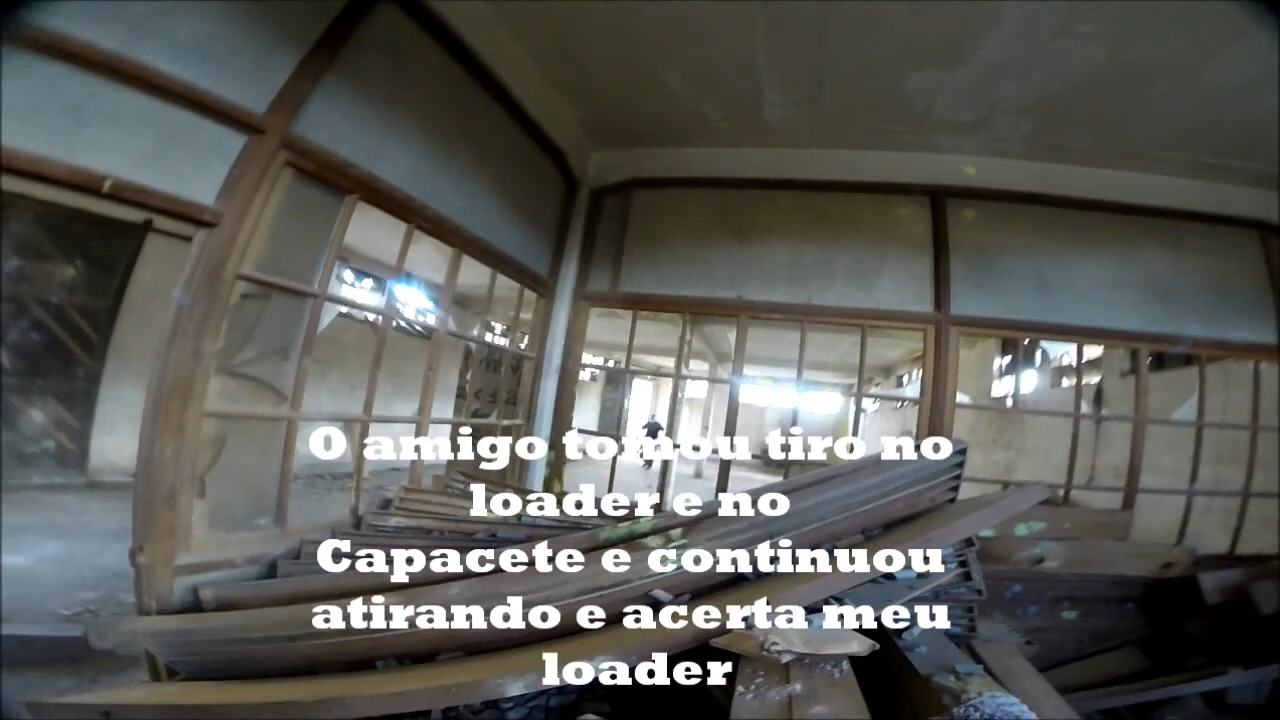 O amigo tomou tiro no
loader e no
Capacete e continuou
atirando e acerta meu
loader